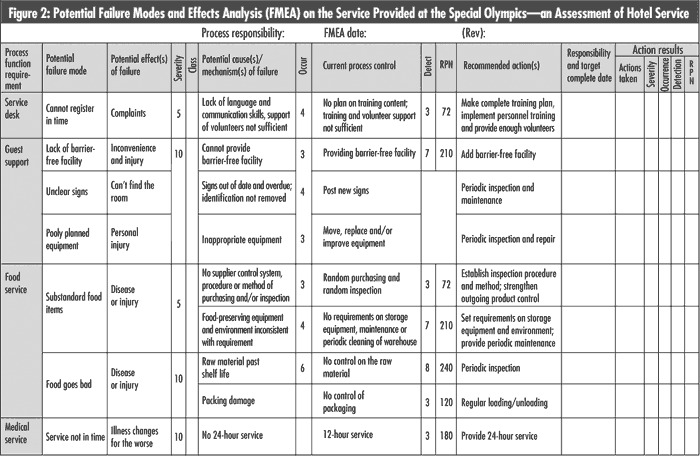 Figure 2: Potential Failure Modes and Effects Analysis (FMEA) on the Service Provided at the Special Olympics—an Assessment of Hotel Service
Process responsibility: FMEA date: (Rev):
Process function require-ment
Potential failure mode
Potential effect(s) of failure
Severity
Class
Potential cause(s)/ mechanism(s) of failure
Occur
Current process control
Detect
RPN
Recommended action(s)
Responsibility and target complete date
Action results
Actions taken
Severity
Occurrence
Detection
RPN
Service desk
Cannot register in time
Complaints
5
Lack of language and communication skills, support of volunteers not sufficient
4
No plan on training content; training and volunteer support not sufficient
3
72
Make complete training plan, implement personnel training and provide enough volunteers
Guest support
Lack of barrier-free facility
Inconvenience and injury
10
Cannot provide barrier-free facility
3
Providing barrier-free facility
7
210
Add barrier-free facility
Unclear signs
Can't find the room
Signs out of date and overdue; identification not removed
4
Post new signs
Periodic inspection and maintenance
Pooly planned equipment
Personal injury
Inappropriate equipment
3
Move, replace and/or improve equipment
Periodic inspection and repair
Food service
Substandard food items
Disease or injury
5
No supplier control system, procedure or method of purchasing and/or inspection
3
Random purchasing and random inspection
3
72
Establish inspection procedure and method; strengthen outgoing product control
Food-preserving equipment and environment inconsistent with requirement
4
No requirements on storage equipment, maintenance or periodic cleaning of warehouse
7
210
Set requirements on storage equipment and environment; provide periodic maintenance
Food goes bad
Disease or injury
10
Raw material past shelf life
6
No control on the raw material
8
240
Periodic inspection
Packing damage
No control of packaging
3
120
Regular loading/unloading
Medical service
Service not in time
Illness changes for the worse
10
No 24-hour service
12-hour service
3
180
Provide 24-hour service